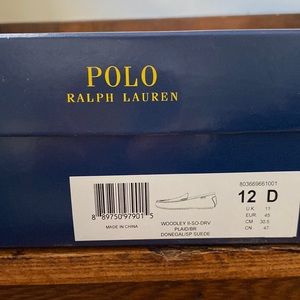 POLO
RALPH LAUREN
803669661001
12 D
U.K. 11
EUR: 45
CM 30.5
CN 47
8 89750 97901 5
MADE IN CHINA
WOODLEY II-SO-DRV
PLAID/BR
DONEGAL/SP SUEDE